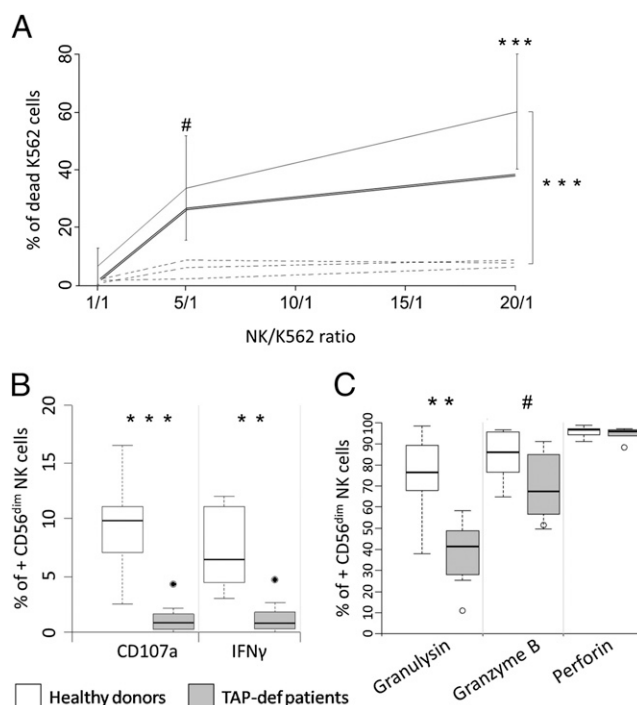 A
% of dead K562 cells
80
60
40
20
0
#
***
***
1/1 5/1 10/1 15/1 20/1
NK/K562 ratio
B
% of + CD56dim NK cells
20
15
10
5
0
*** **
CD107a IFNγ
C
% of + CD56dim NK cells
100
90
80
70
60
50
40
30
20
10
0
** #
Granulysin Granzyme B Perforin
Healthy donors TAP-def patients